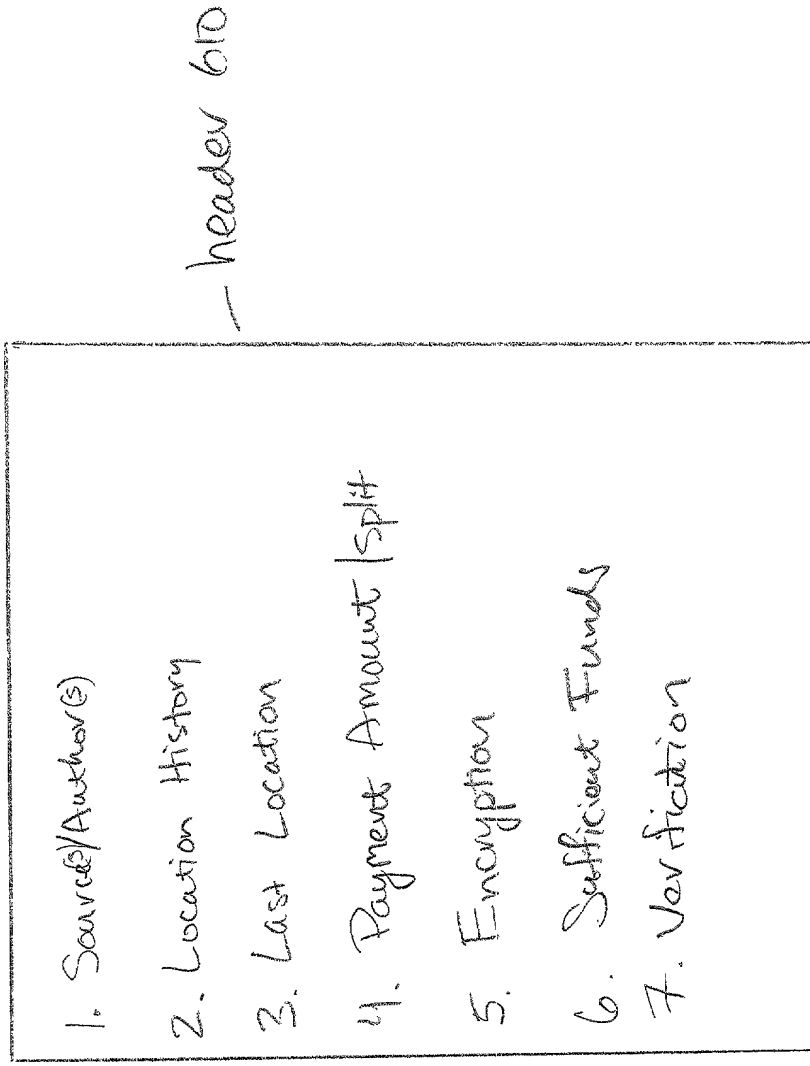 1. Source(s)/Author(s)
2. Location History
3. Last Location
4. Payment Amount/Split
5. Encryption
6. Sufficient Funds
7. Verification
header 610